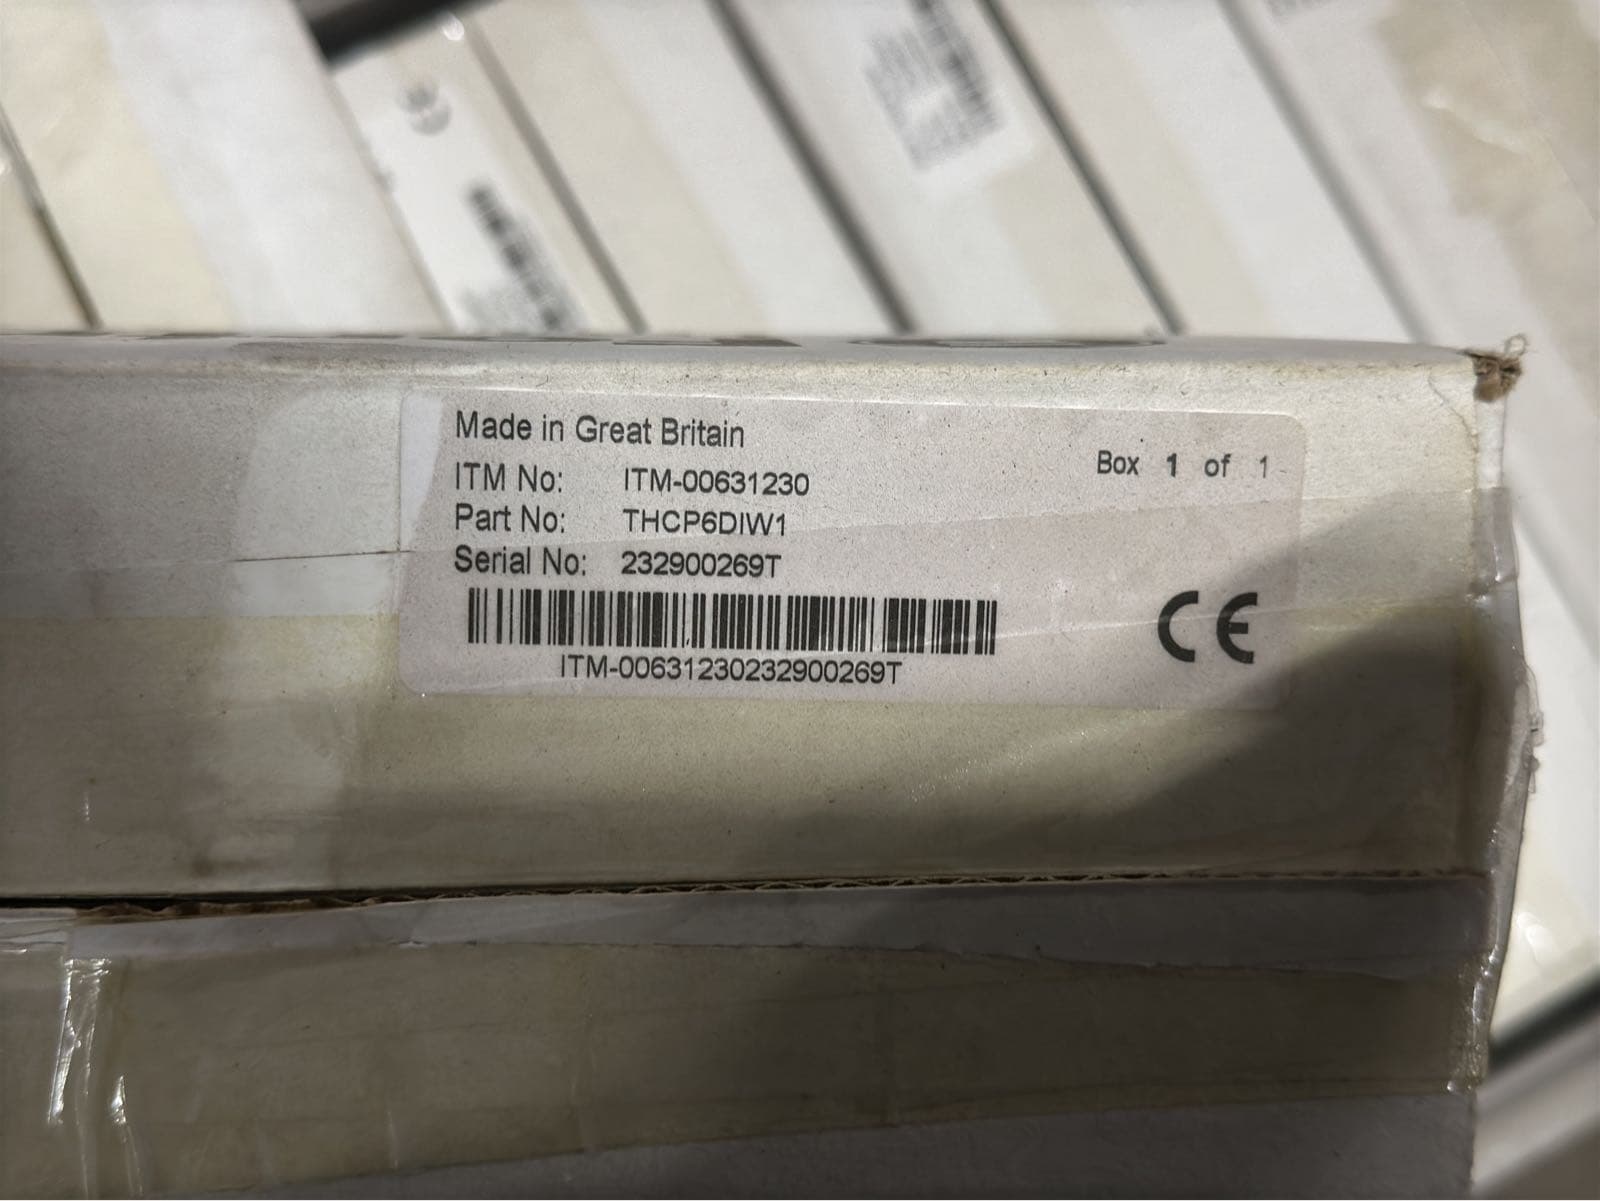 Made in Great Britain
Box 1 of 1
ITM No: ITM-00631230
Part No: THCP6DIW1
Serial No: 232900269T
ITM-00631230232900269T
CE